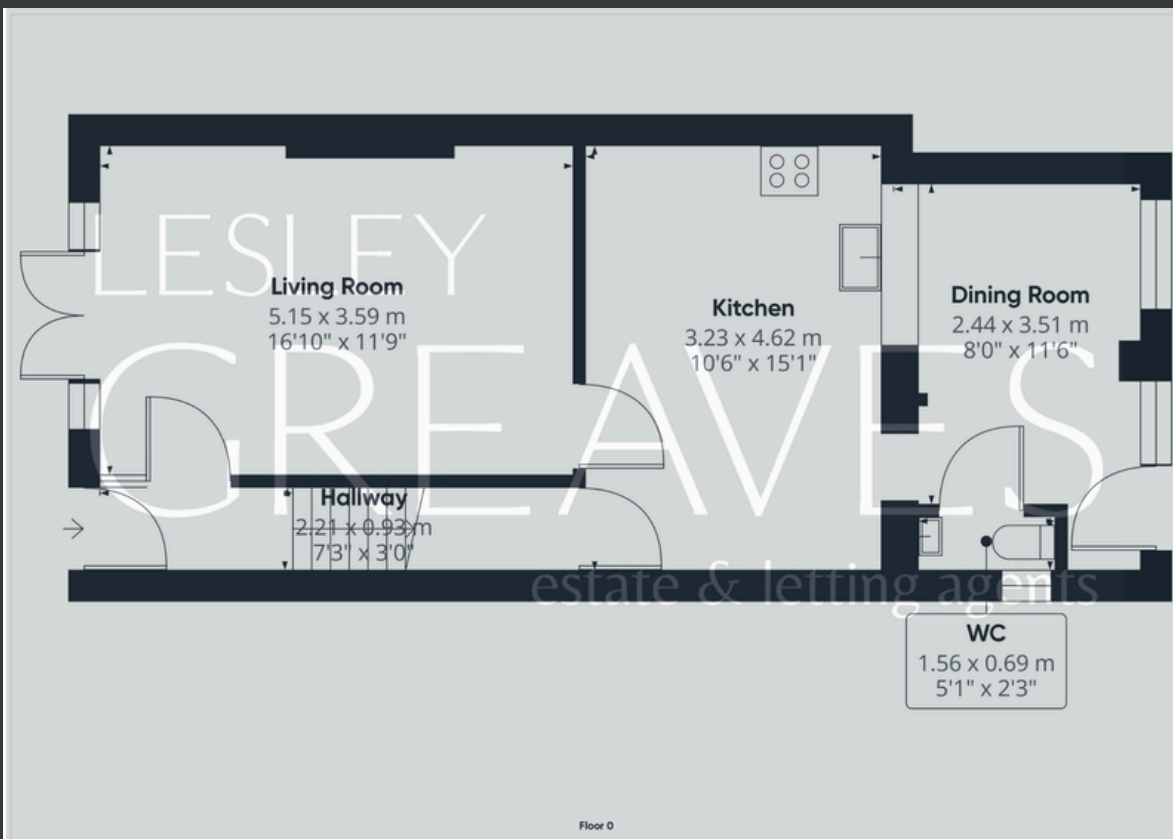 LESLEY
GREAVES
estate & letting agents
Living Room
5.15 x 3.59 m
16'10" x 11'9"
Kitchen
3.23 x 4.62 m
10'6" x 15'1"
Dining Room
2.44 x 3.51 m
8'0" x 11'6"
Hallway
2.21 x 0.93 m
7'3" x 3'0"
WC
1.56 x 0.69 m
5'1" x 2'3"
Floor 0